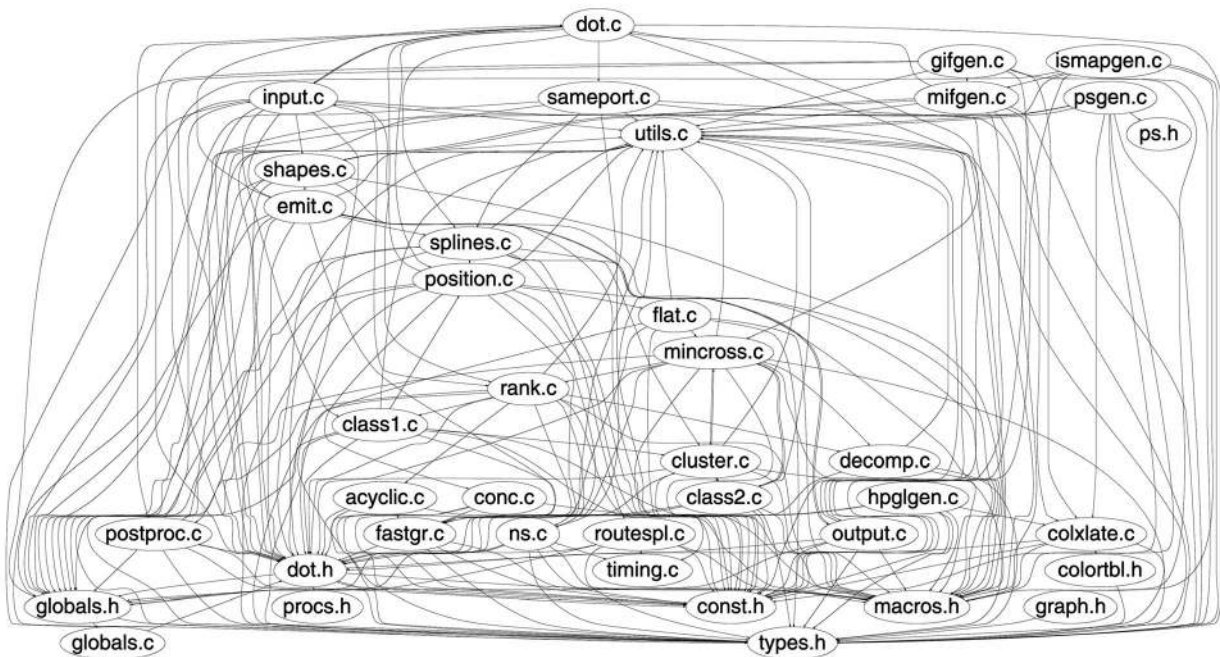 dot.c
gifgen.c ismapgen.c
input.c sameport.c mifgen.c psgen.c
utils.c ps.h
shapes.c
emit.c
splines.c
position.c
flat.c
mincross.c
rank.c
class1.c
cluster.c decomp.c
acyclic.c conc.c class2.c hpglgen.c
postproc.c fastgr.c ns.c routespl.c output.c colxlate.c
dot.h timing.c colortbl.h
globals.h procs.h const.h macros.h graph.h
globals.c types.h